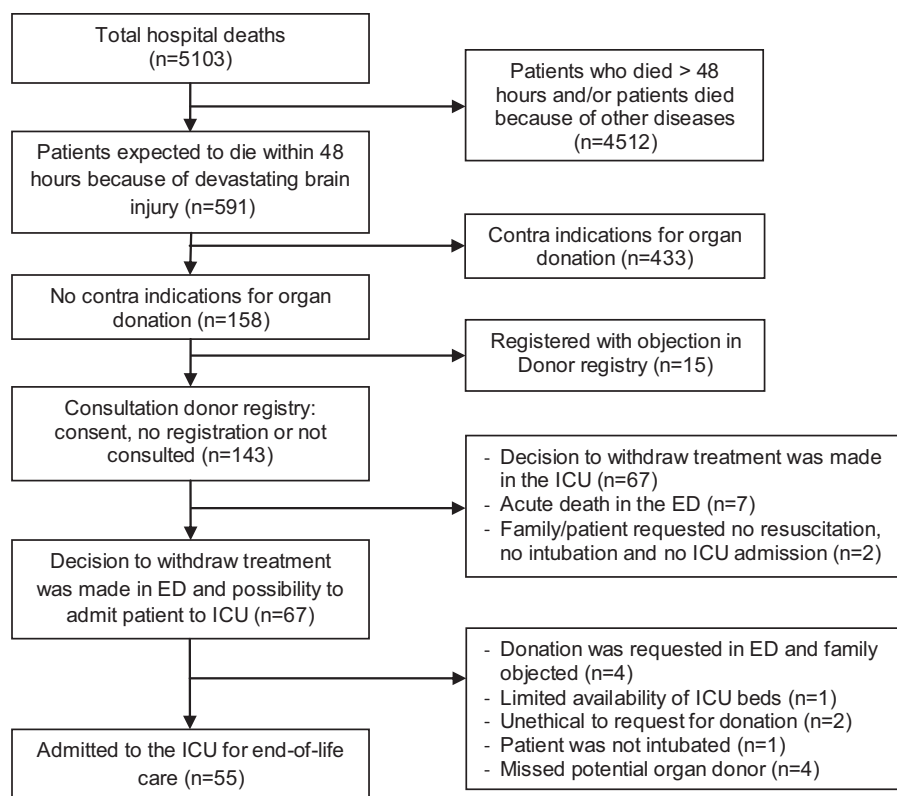 Total hospital deaths
(n=5103)
Patients who died > 48
hours and/or patients died
because of other diseases
(n=4512)
Patients expected to die within 48
hours because of devastating brain
injury (n=591)
Contra indications for organ
donation (n=433)
No contra indications for organ
donation (n=158)
Registered with objection in
Donor registry (n=15)
Consultation donor registry:
consent, no registration or not
consulted (n=143)
- Decision to withdraw treatment was made
in the ICU (n=67)
- Acute death in the ED (n=7)
- Family/patient requested no resuscitation,
no intubation and no ICU admission (n=2)
Decision to withdraw treatment
was made in ED and possibility to
admit patient to ICU (n=67)
- Donation was requested in ED and family
objected (n=4)
- Limited availability of ICU beds (n=1)
- Unethical to request for donation (n=2)
- Patient was not intubated (n=1)
- Missed potential organ donor (n=4)
Admitted to the ICU for end-of-life
care (n=55)